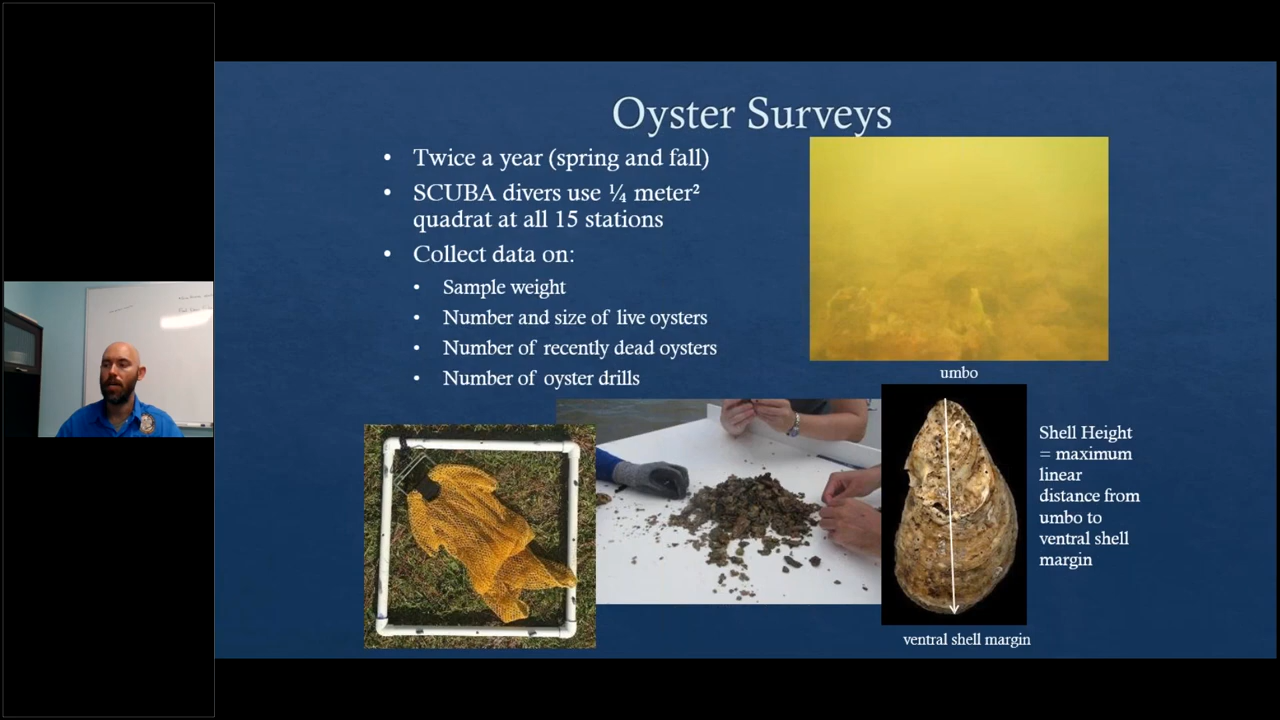 Oyster Surveys
• Twice a year (spring and fall)
• SCUBA divers use ¼ meter²
quadrat at all 15 stations
• Collect data on:
• Sample weight
• Number and size of live oysters
• Number of recently dead oysters
• Number of oyster drills
umbo
Shell Height
= maximum
linear
distance from
umbo to
ventral shell
margin
ventral shell margin